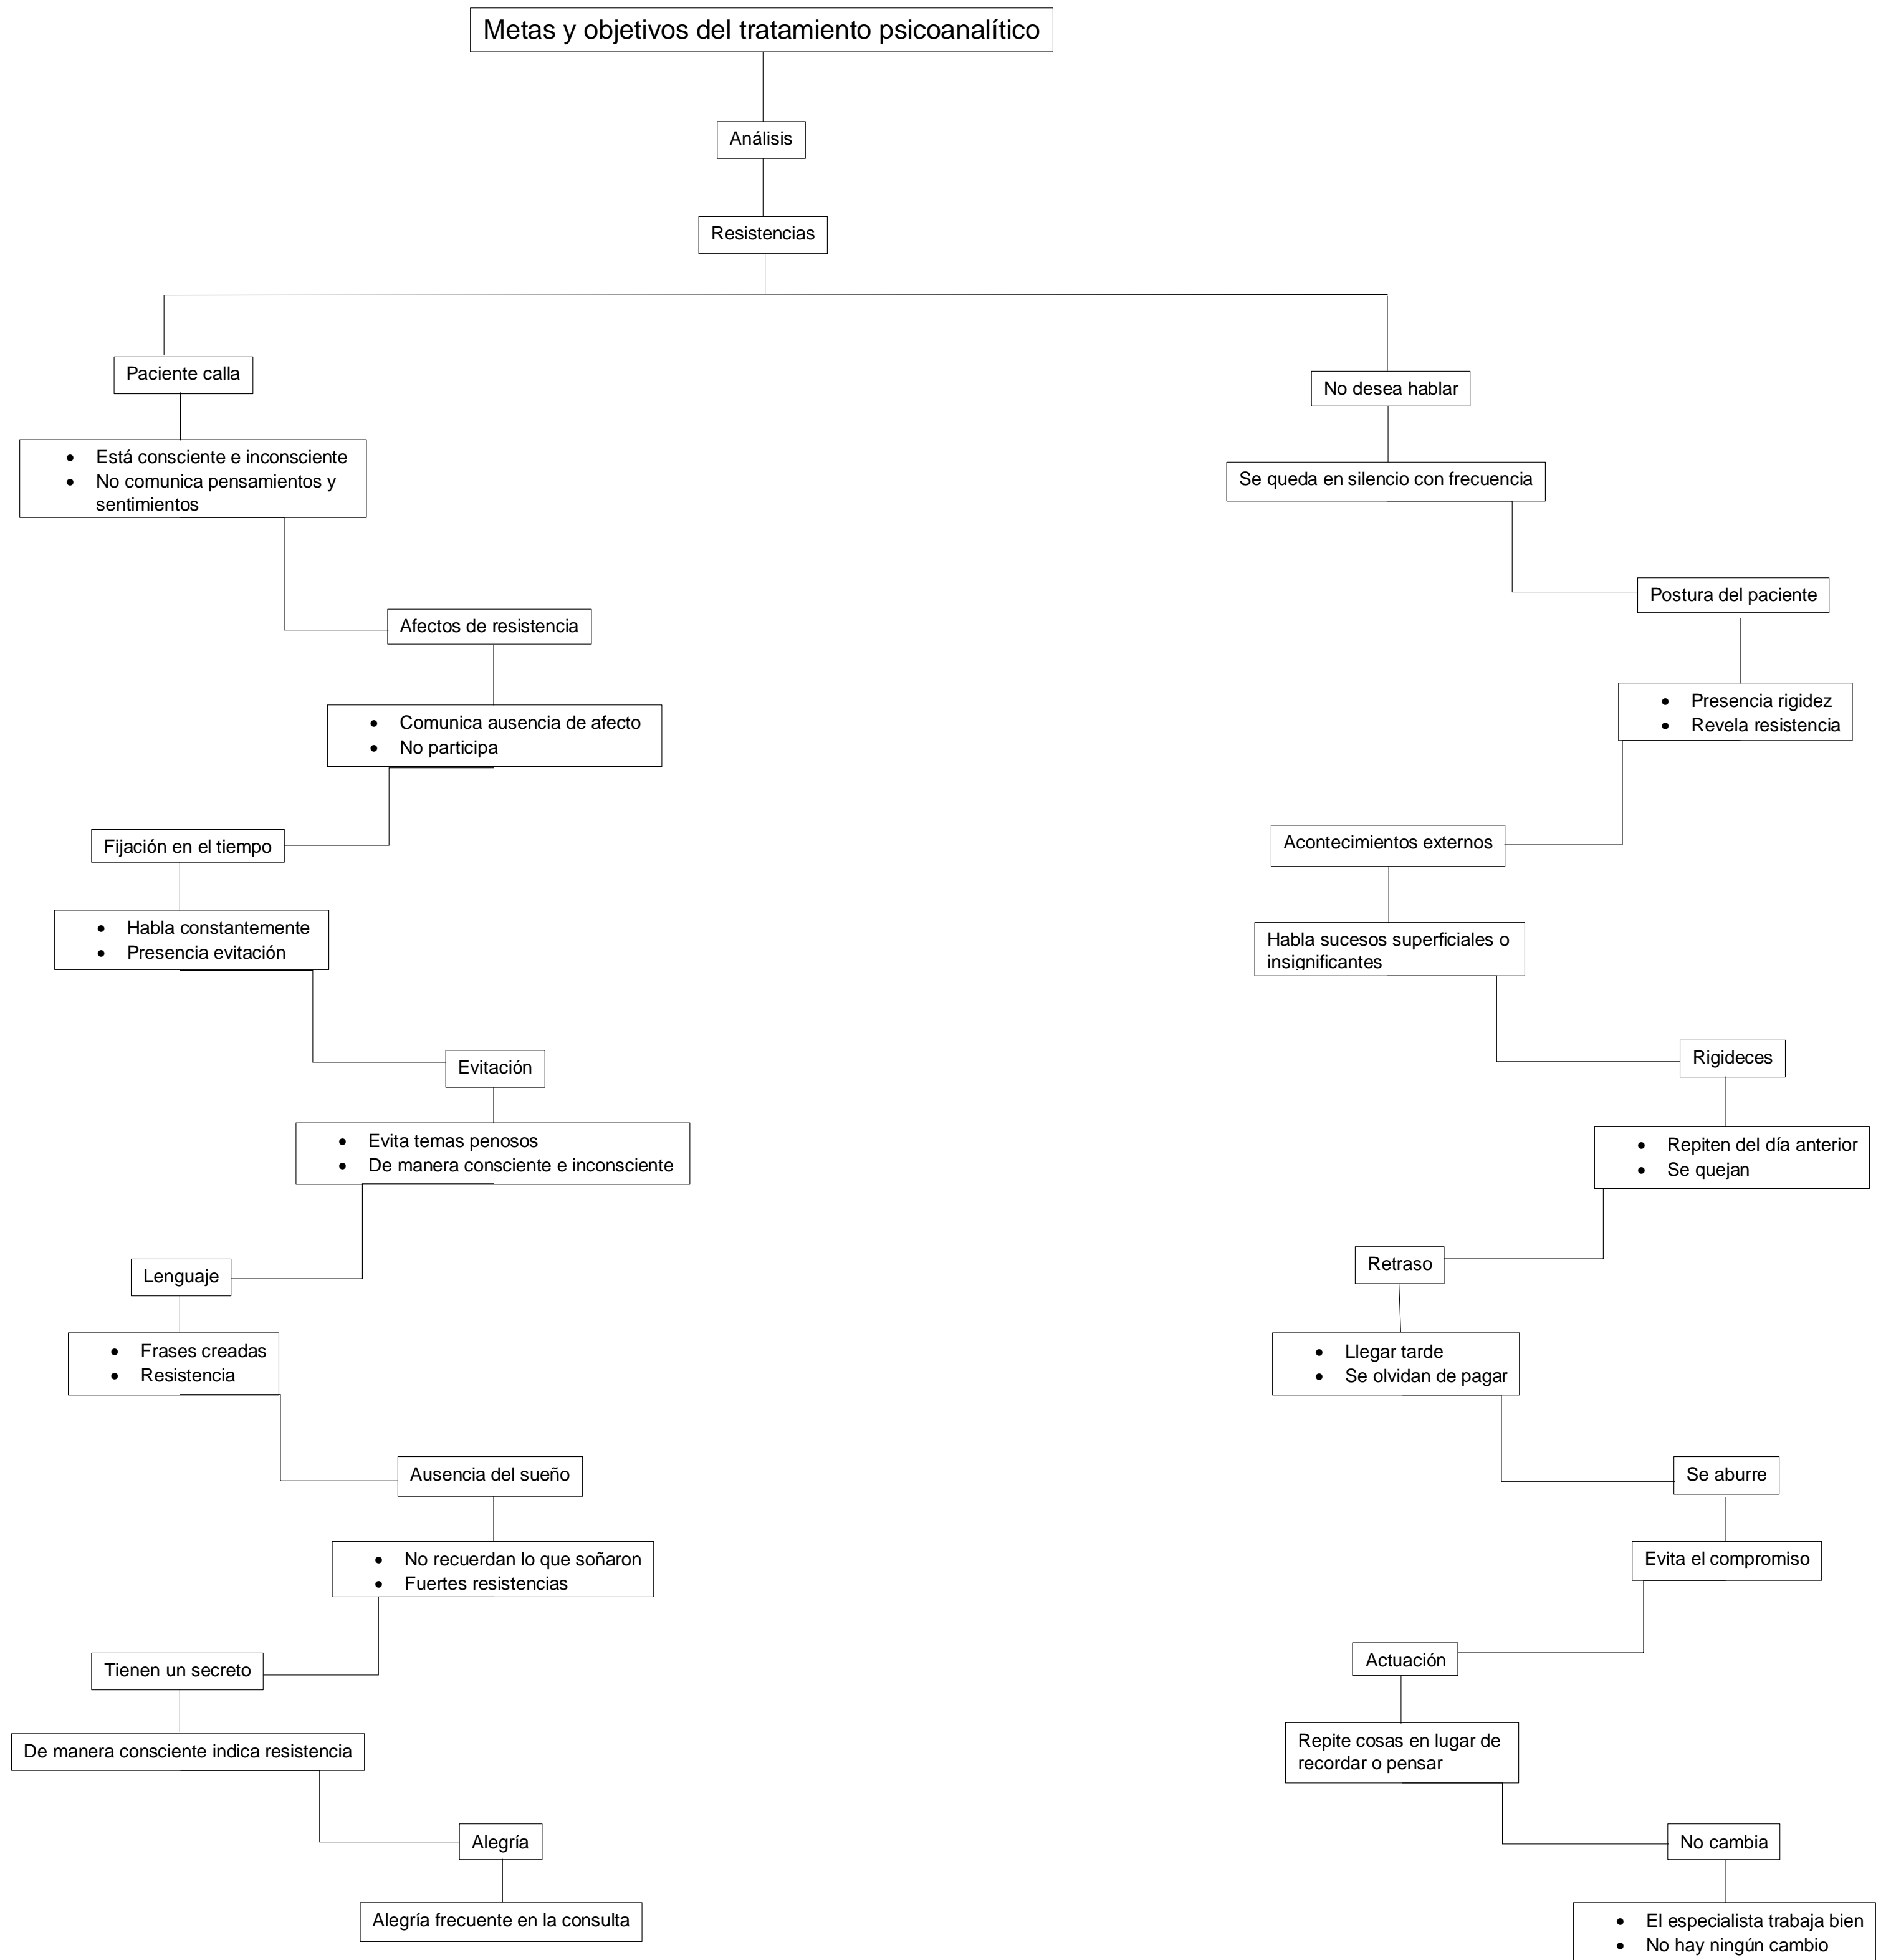 Metas y objetivos del tratamiento psicoanalítico
Análisis
Resistencias
Paciente calla
• Está consciente e inconsciente
• No comunica pensamientos y
sentimientos
Afectos de resistencia
• Comunica ausencia de afecto
• No participa
Fijación en el tiempo
• Habla constantemente
• Presencia evitación
Evitación
• Evita temas penosos
• De manera consciente e inconsciente
Lenguaje
• Frases creadas
• Resistencia
Ausencia del sueño
• No recuerdan lo que soñaron
• Fuertes resistencias
Tienen un secreto
De manera consciente indica resistencia
Alegría
Alegría frecuente en la consulta
No desea hablar
Se queda en silencio con frecuencia
Postura del paciente
• Presencia rigidez
• Revela resistencia
Acontecimientos externos
Habla sucesos superficiales o
insignificantes
Rigideces
• Repiten del día anterior
• Se quejan
Retraso
• Llegar tarde
• Se olvidan de pagar
Se aburre
Evita el compromiso
Actuación
Repite cosas en lugar de
recordar o pensar
No cambia
• El especialista trabaja bien
• No hay ningún cambio